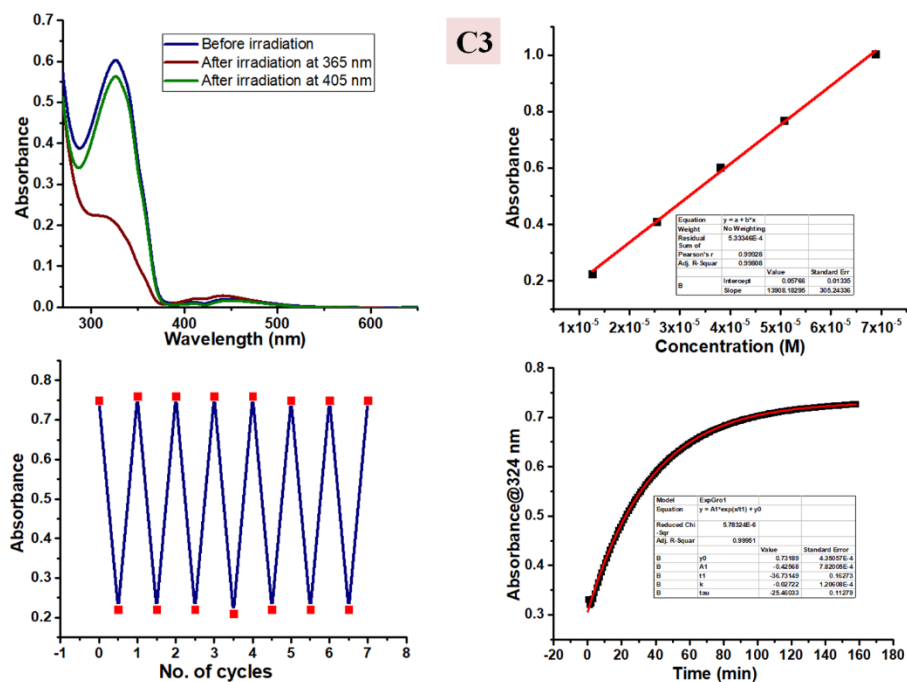 C3
Absorbance
0.7
0.6
0.5
0.4
0.3
0.2
0.1
0.0
Before irradiation
After irradiation at 365 nm
After irradiation at 405 nm
300 400 500 600
Wavelength (nm)
Absorbance
1.0
0.8
0.6
0.4
0.2
Equation y = a + b*x
Weight No Weighting
Residual Sum of 5.33346E-4
Pearson's r 0.99928
Adj. R-Squar 0.99808
Value Standard Err
B Intercept 0.05766 0.01335
Slope 13908.18295 305.24336
1x10-5 2x10-5 3x10-5 4x10-5 5x10-5 6x10-5 7x10-5
Concentration (M)
Absorbance
0.8
0.7
0.6
0.5
0.4
0.3
0.2
-1 0 1 2 3 4 5 6 7 8
No. of cycles
Absorbance@324 nm
0.8
0.7
0.6
0.5
0.4
0.3
Model ExpGro1
Equation y = A1*exp(x/t1) + y0
Reduced Chi-Sqr 5.78324E-6
Adj. R-Squar 0.99951
Value Standard Error
B y0 0.73189 4.35057E-4
B A1 -0.42568 7.82005E-4
B t1 -36.73149 0.16273
B k -0.02722 1.20608E-4
B tau -25.46033 0.11279
-20 0 20 40 60 80 100 120 140 160 180
Time (min)